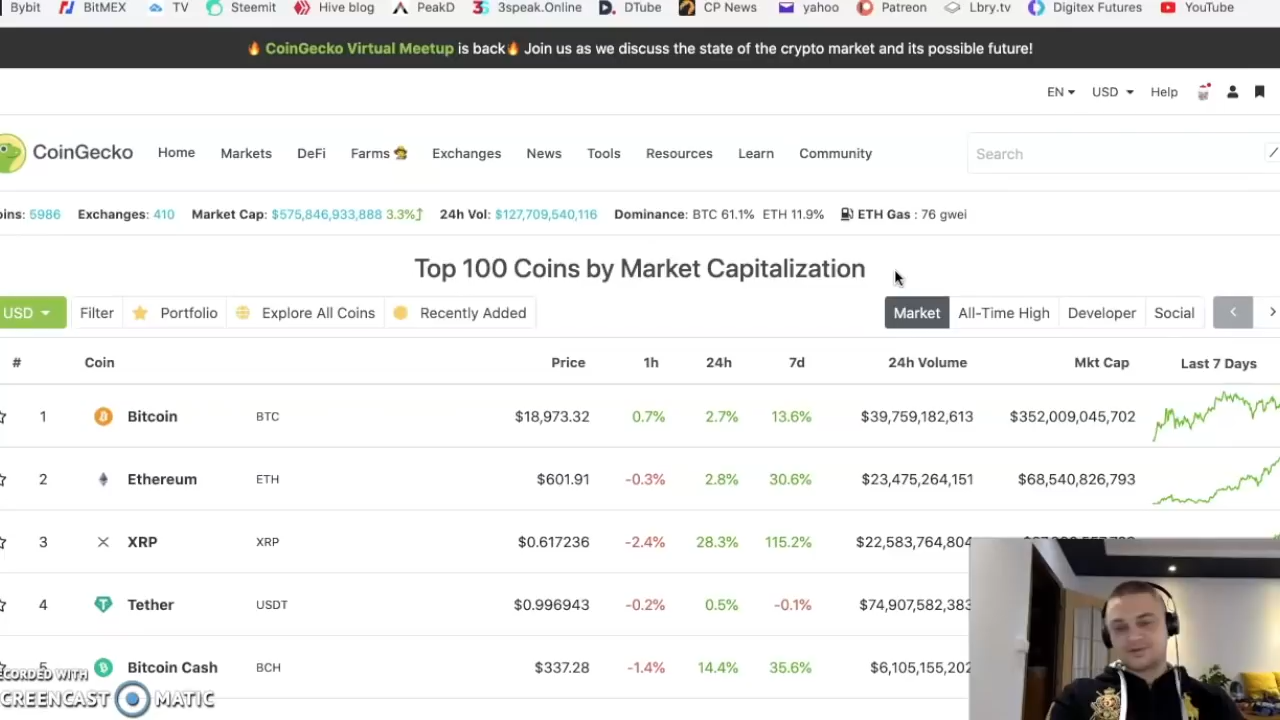 Bybit BitMEX TV Steemit Hive blog PeakD 3speak.Online DTube CP News yahoo Patreon Lbry.tv Digitex Futures YouTube
🔥 CoinGecko Virtual Meetup is back🔥 Join us as we discuss the state of the crypto market and its possible future!
EN USD Help
CoinGecko Home Markets DeFi Farms Exchanges News Tools Resources Learn Community Search /
oins: 5986 Exchanges: 410 Market Cap: $575,846,933,888 3.3% 24h Vol: $127,709,540,116 Dominance: BTC 61.1% ETH 11.9% ETH Gas : 76 gwei
Top 100 Coins by Market Capitalization
USD Filter Portfolio Explore All Coins Recently Added Market All-Time High Developer Social < >
# Coin Price 1h 24h 7d 24h Volume Mkt Cap Last 7 Days
1 Bitcoin BTC $18,973.32 0.7% 2.7% 13.6% $39,759,182,613 $352,009,045,702
2 Ethereum ETH $601.91 -0.3% 2.8% 30.6% $23,475,264,151 $68,540,826,793
3 XRP XRP $0.617236 -2.4% 28.3% 115.2% $22,583,764,804
4 Tether USDT $0.996943 -0.2% 0.5% -0.1% $74,907,582,383
5 Bitcoin Cash BCH $337.28 -1.4% 14.4% 35.6% $6,105,155,202
ECORDED WITH
CREENCAST MATIC